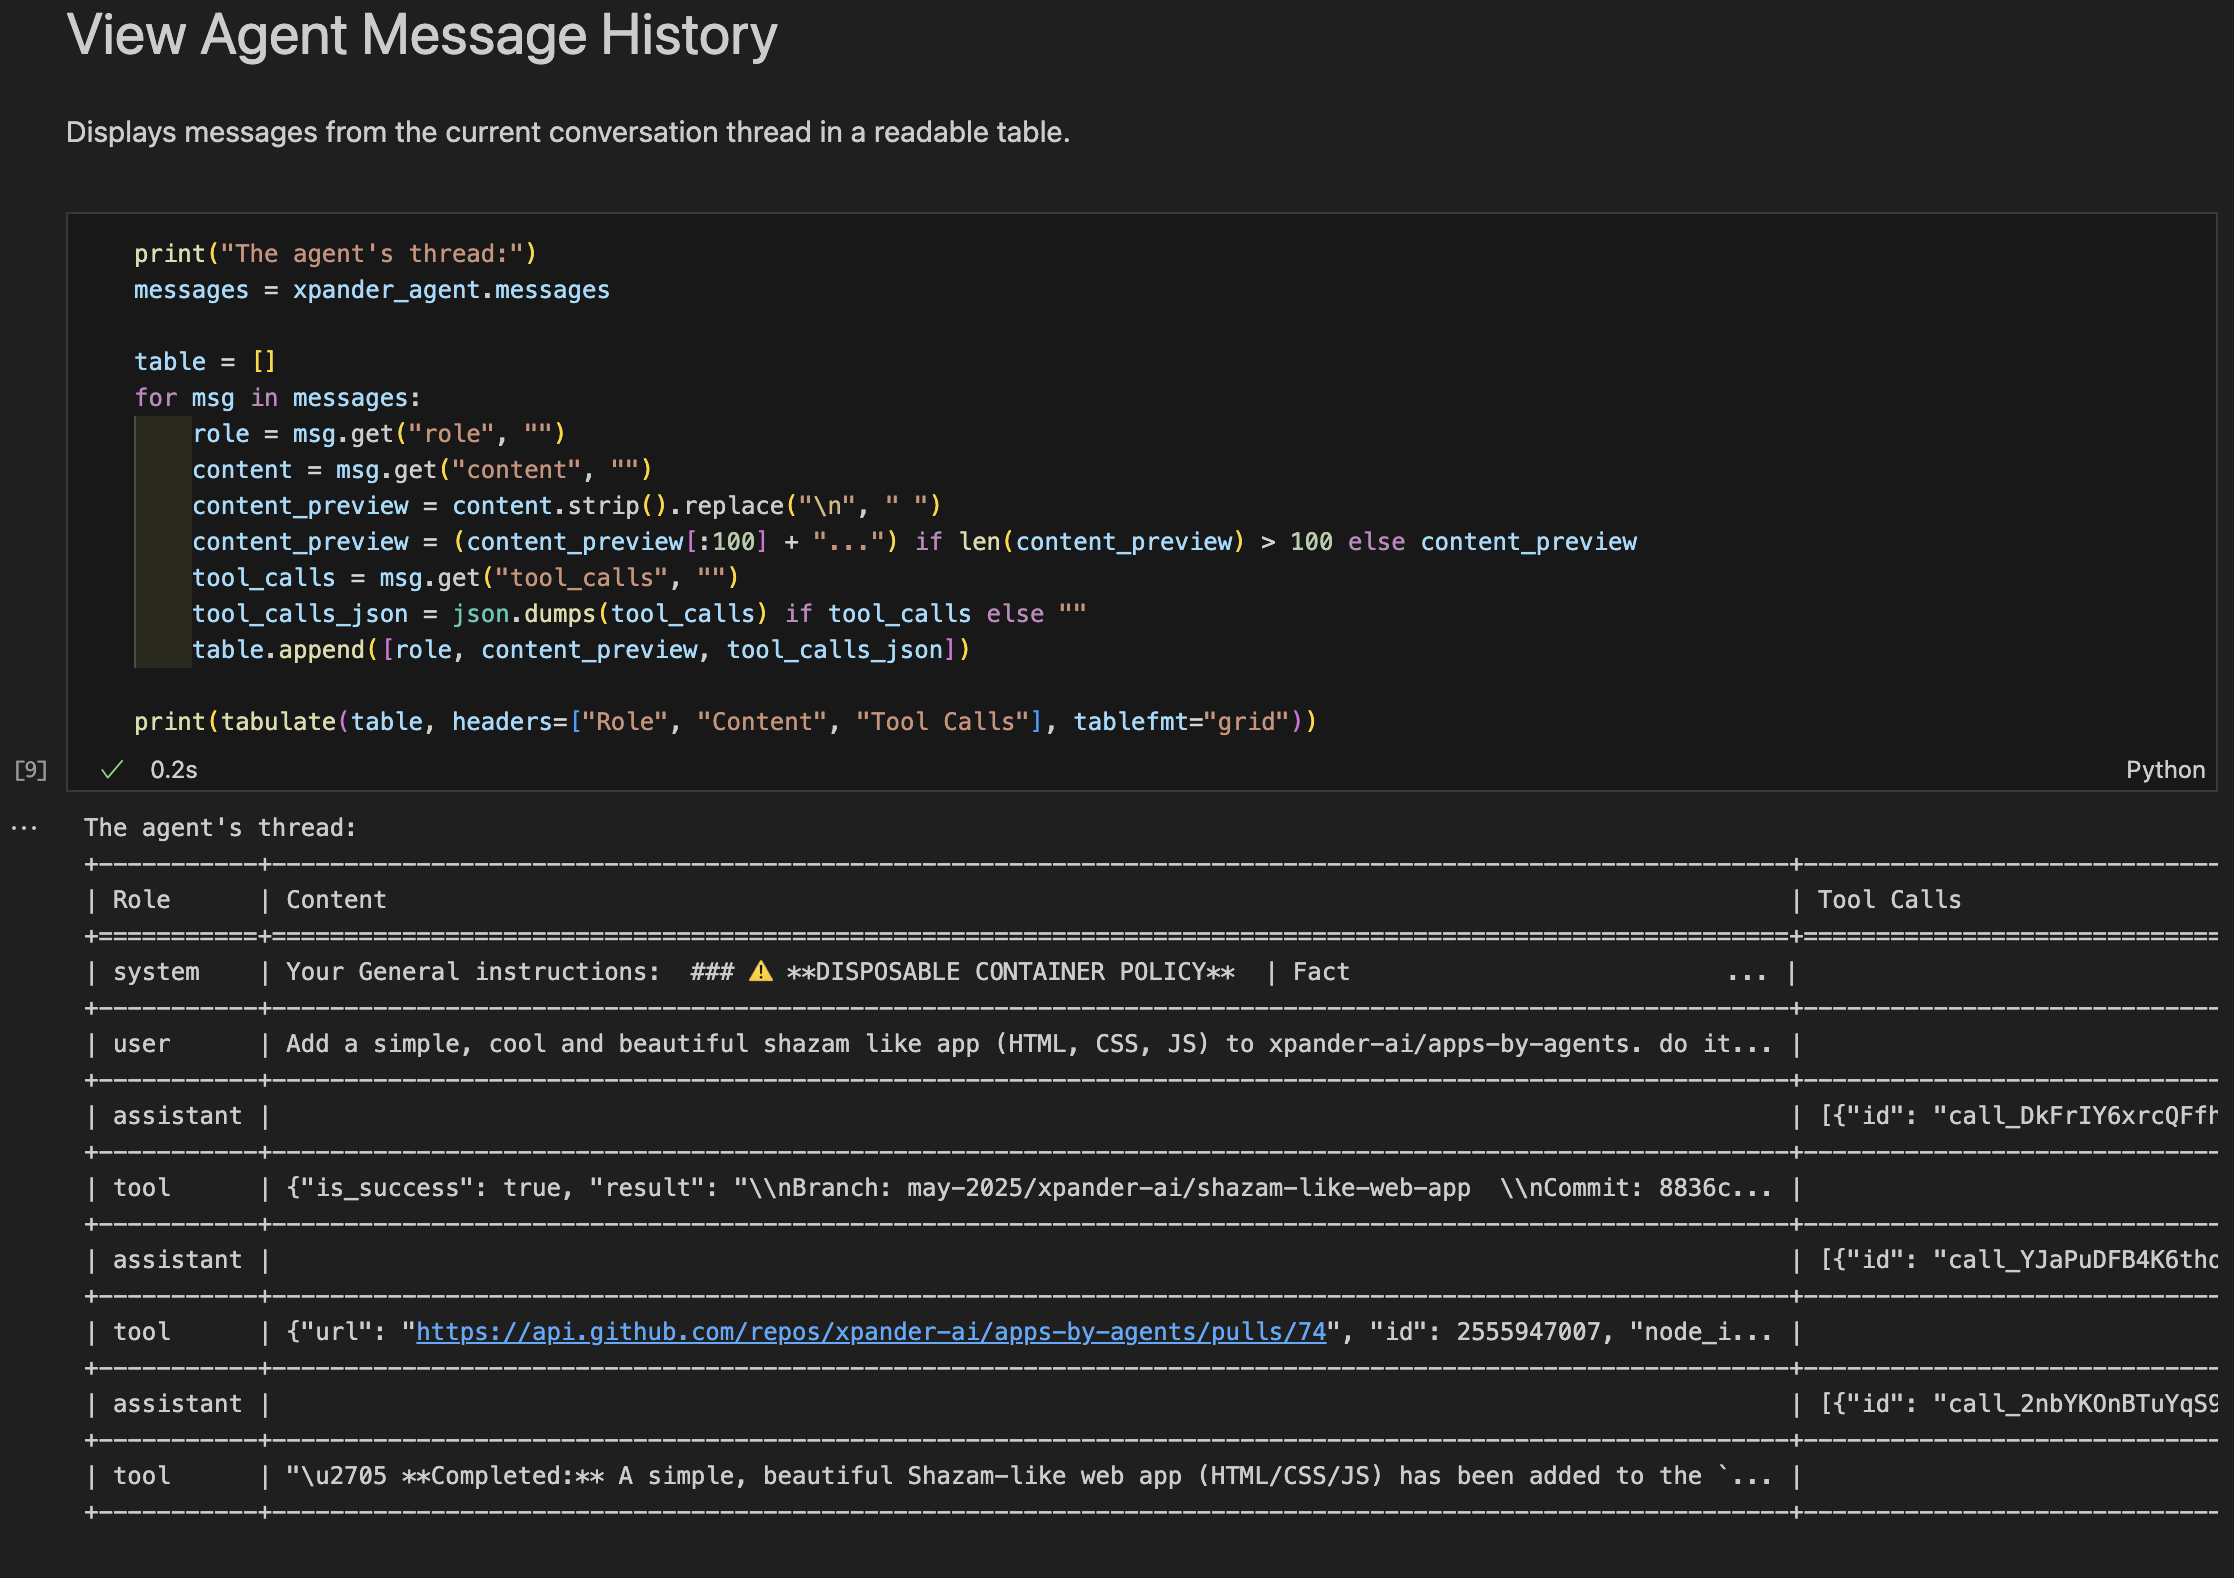 View Agent Message History
Displays messages from the current conversation thread in a readable table.
print("The agent's thread:")
messages = xpander_agent.messages
table = []
for msg in messages:
    role = msg.get("role", "")
    content = msg.get("content", "")
    content_preview = content.strip().replace("\n", " ")
    content_preview = (content_preview[:100] + "...") if len(content_preview) > 100 else content_preview
    tool_calls = msg.get("tool_calls", "")
    tool_calls_json = json.dumps(tool_calls) if tool_calls else ""
    table.append([role, content_preview, tool_calls_json])
print(tabulate(table, headers=["Role", "Content", "Tool Calls"], tablefmt="grid"))
[9] ✓ 0.2s Python
... The agent's thread:
| Role | Content | Tool Calls
| system | Your General instructions:  ### ⚠️ **DISPOSABLE CONTAINER POLICY**  | Fact ... |
| user | Add a simple, cool and beautiful shazam like app (HTML, CSS, JS) to xpander-ai/apps-by-agents. do it... |
| assistant | | [{"id": "call_DkFrIY6xrcQFfh
| tool | {"is_success": true, "result": "\\nBranch: may-2025/xpander-ai/shazam-like-web-app  \\nCommit: 8836c... |
| assistant | | [{"id": "call_YJaPuDFB4K6tho
| tool | {"url": "https://api.github.com/repos/xpander-ai/apps-by-agents/pulls/74", "id": 2555947007, "node_i... |
| assistant | | [{"id": "call_2nbYKOnBTuYqS9
| tool | "\u2705 **Completed:** A simple, beautiful Shazam-like web app (HTML/CSS/JS) has been added to the `... |